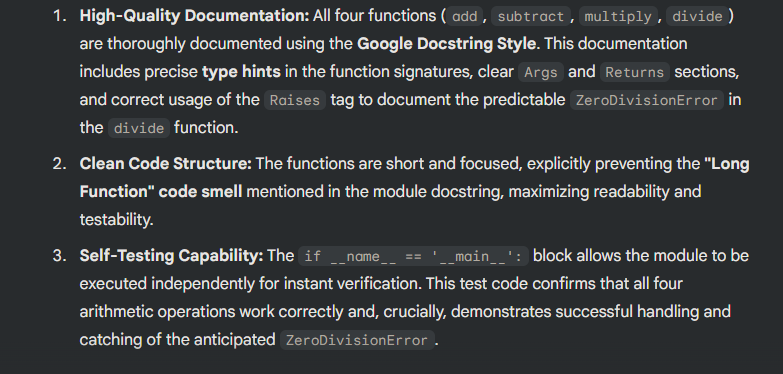 1. High-Quality Documentation: All four functions ( add , subtract , multiply , divide )
are thoroughly documented using the Google Docstring Style. This documentation
includes precise type hints in the function signatures, clear Args and Returns sections,
and correct usage of the Raises tag to document the predictable ZeroDivisionError in
the divide function.
2. Clean Code Structure: The functions are short and focused, explicitly preventing the "Long
Function" code smell mentioned in the module docstring, maximizing readability and
testability.
3. Self-Testing Capability: The if __name__ == '__main__': block allows the module to be
executed independently for instant verification. This test code confirms that all four
arithmetic operations work correctly and, crucially, demonstrates successful handling and
catching of the anticipated ZeroDivisionError .